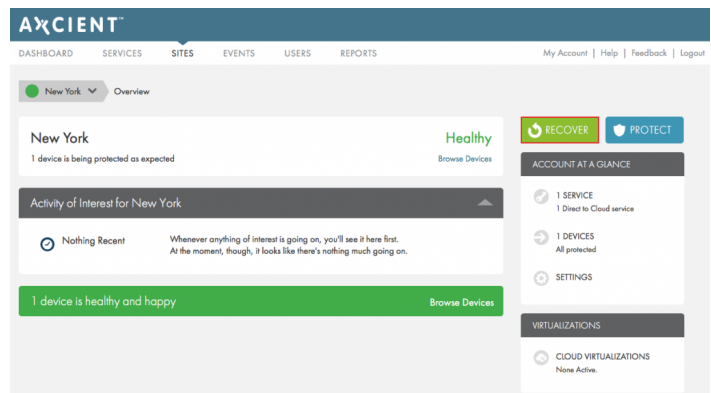 AXCIENT™
DASHBOARD SERVICES SITES EVENTS USERS REPORTS My Account | Help | Feedback | Logout
New York Overview
New York Healthy
1 device is being protected as expected Browse Devices
RECOVER PROTECT
ACCOUNT AT A GLANCE
1 SERVICE
1 Direct to Cloud service
1 DEVICES
All protected
SETTINGS
Activity of Interest for New York
Nothing Recent
Whenever anything of interest is going on, you'll see it here first.
At the moment, though, it looks like there's nothing much going on.
1 device is healthy and happy Browse Devices
VIRTUALIZATIONS
CLOUD VIRTUALIZATIONS
None Active.